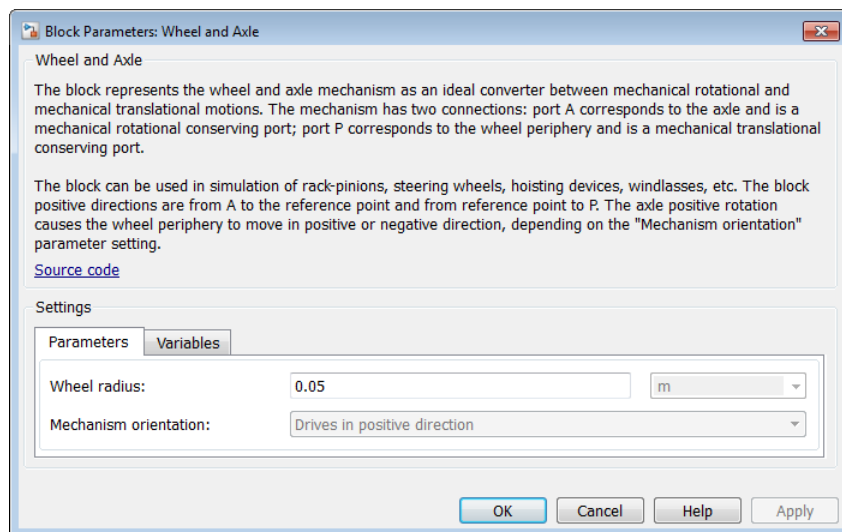 Block Parameters: Wheel and Axle
Wheel and Axle
The block represents the wheel and axle mechanism as an ideal converter between mechanical rotational and
mechanical translational motions. The mechanism has two connections: port A corresponds to the axle and is a
mechanical rotational conserving port; port P corresponds to the wheel periphery and is a mechanical translational
conserving port.
The block can be used in simulation of rack-pinions, steering wheels, hoisting devices, windlasses, etc. The block
positive directions are from A to the reference point and from reference point to P. The axle positive rotation
causes the wheel periphery to move in positive or negative direction, depending on the "Mechanism orientation"
parameter setting.
Source code
Settings
Parameters Variables
Wheel radius: 0.05 m
Mechanism orientation: Drives in positive direction
OK Cancel Help Apply